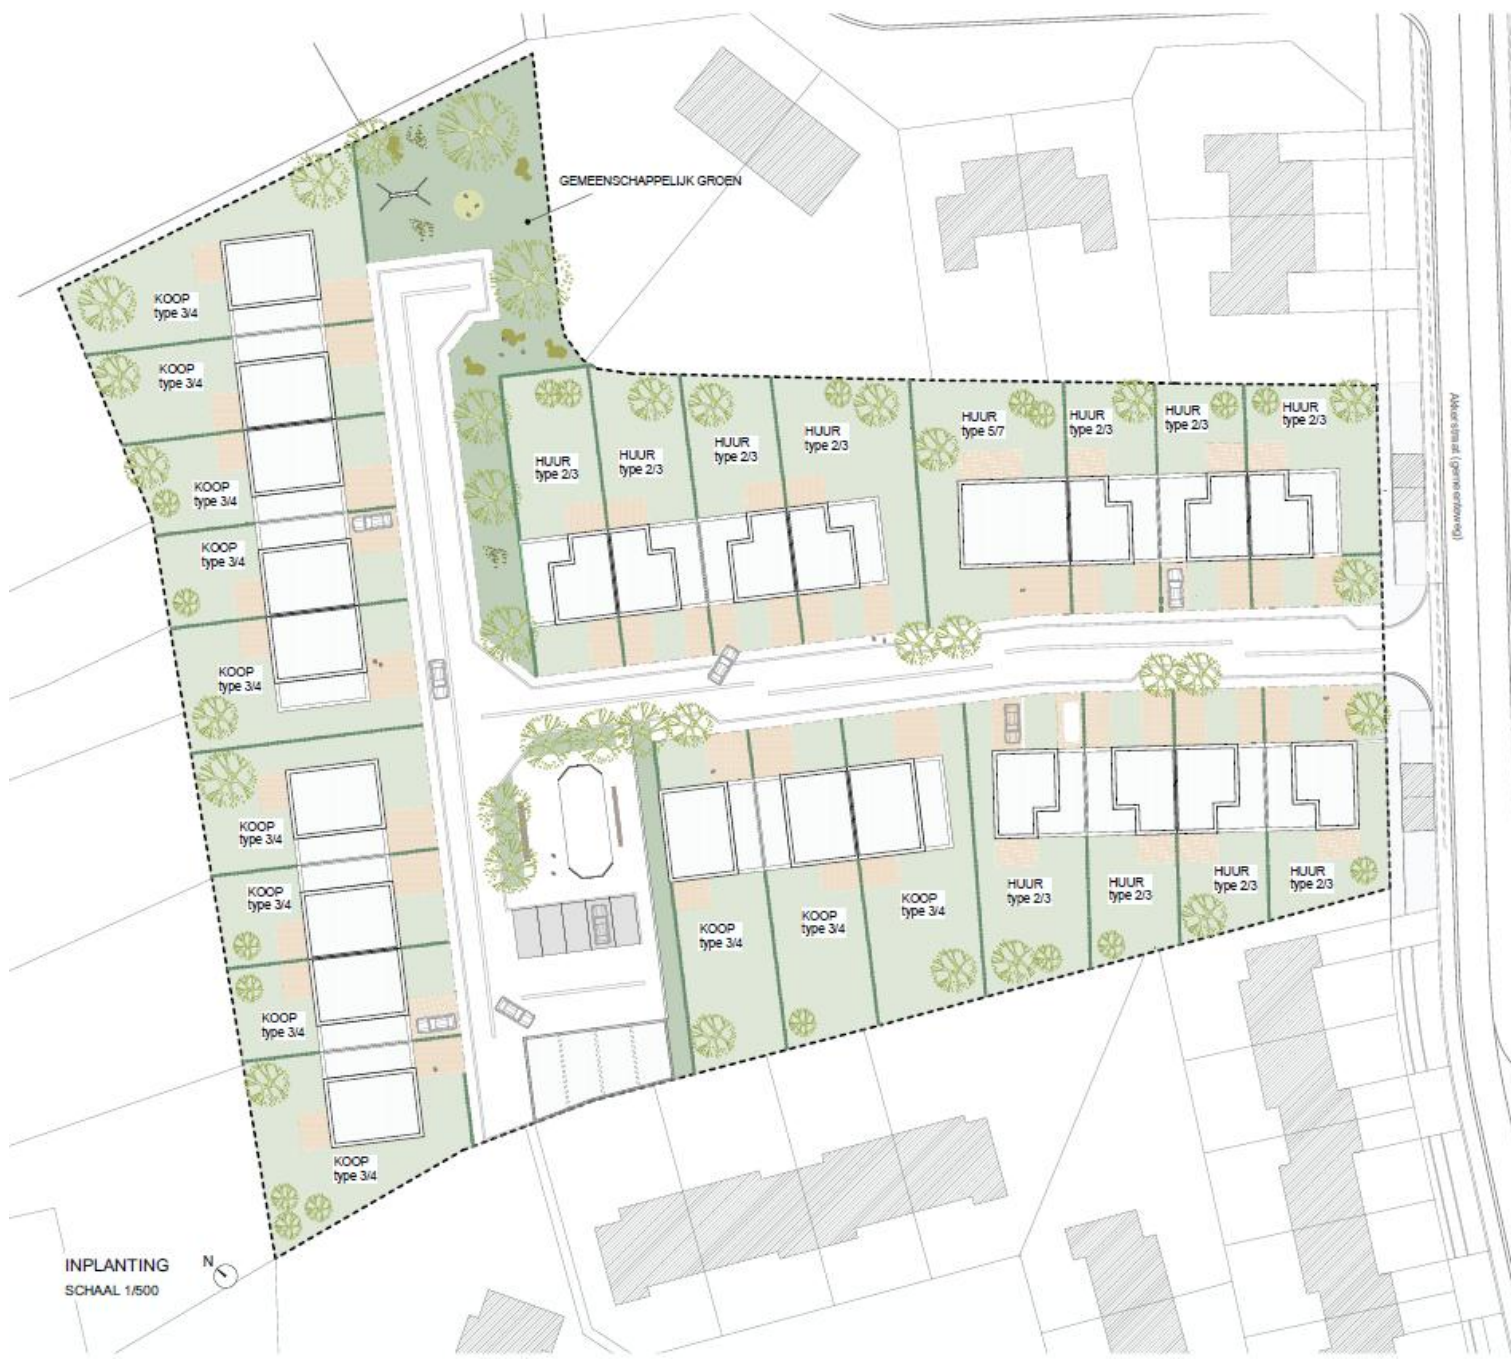 GEMEENSCHAPPELIJK GROEN
KOOP
type 3/4
KOOP
type 3/4
KOOP
type 3/4
KOOP
type 3/4
KOOP
type 3/4
KOOP
type 3/4
KOOP
type 3/4
KOOP
type 3/4
KOOP
type 3/4
HUUR
type 2/3
HUUR
type 2/3
HUUR
type 2/3
HUUR
type 2/3
HUUR
type 5/7
HUUR
type 2/3
HUUR
type 2/3
HUUR
type 2/3
KOOP
type 3/4
KOOP
type 3/4
KOOP
type 3/4
HUUR
type 2/3
HUUR
type 2/3
HUUR
type 2/3
HUUR
type 2/3
Akkerstraat (gemeenteweg)
INPLANTING
SCHAAL 1/500
N